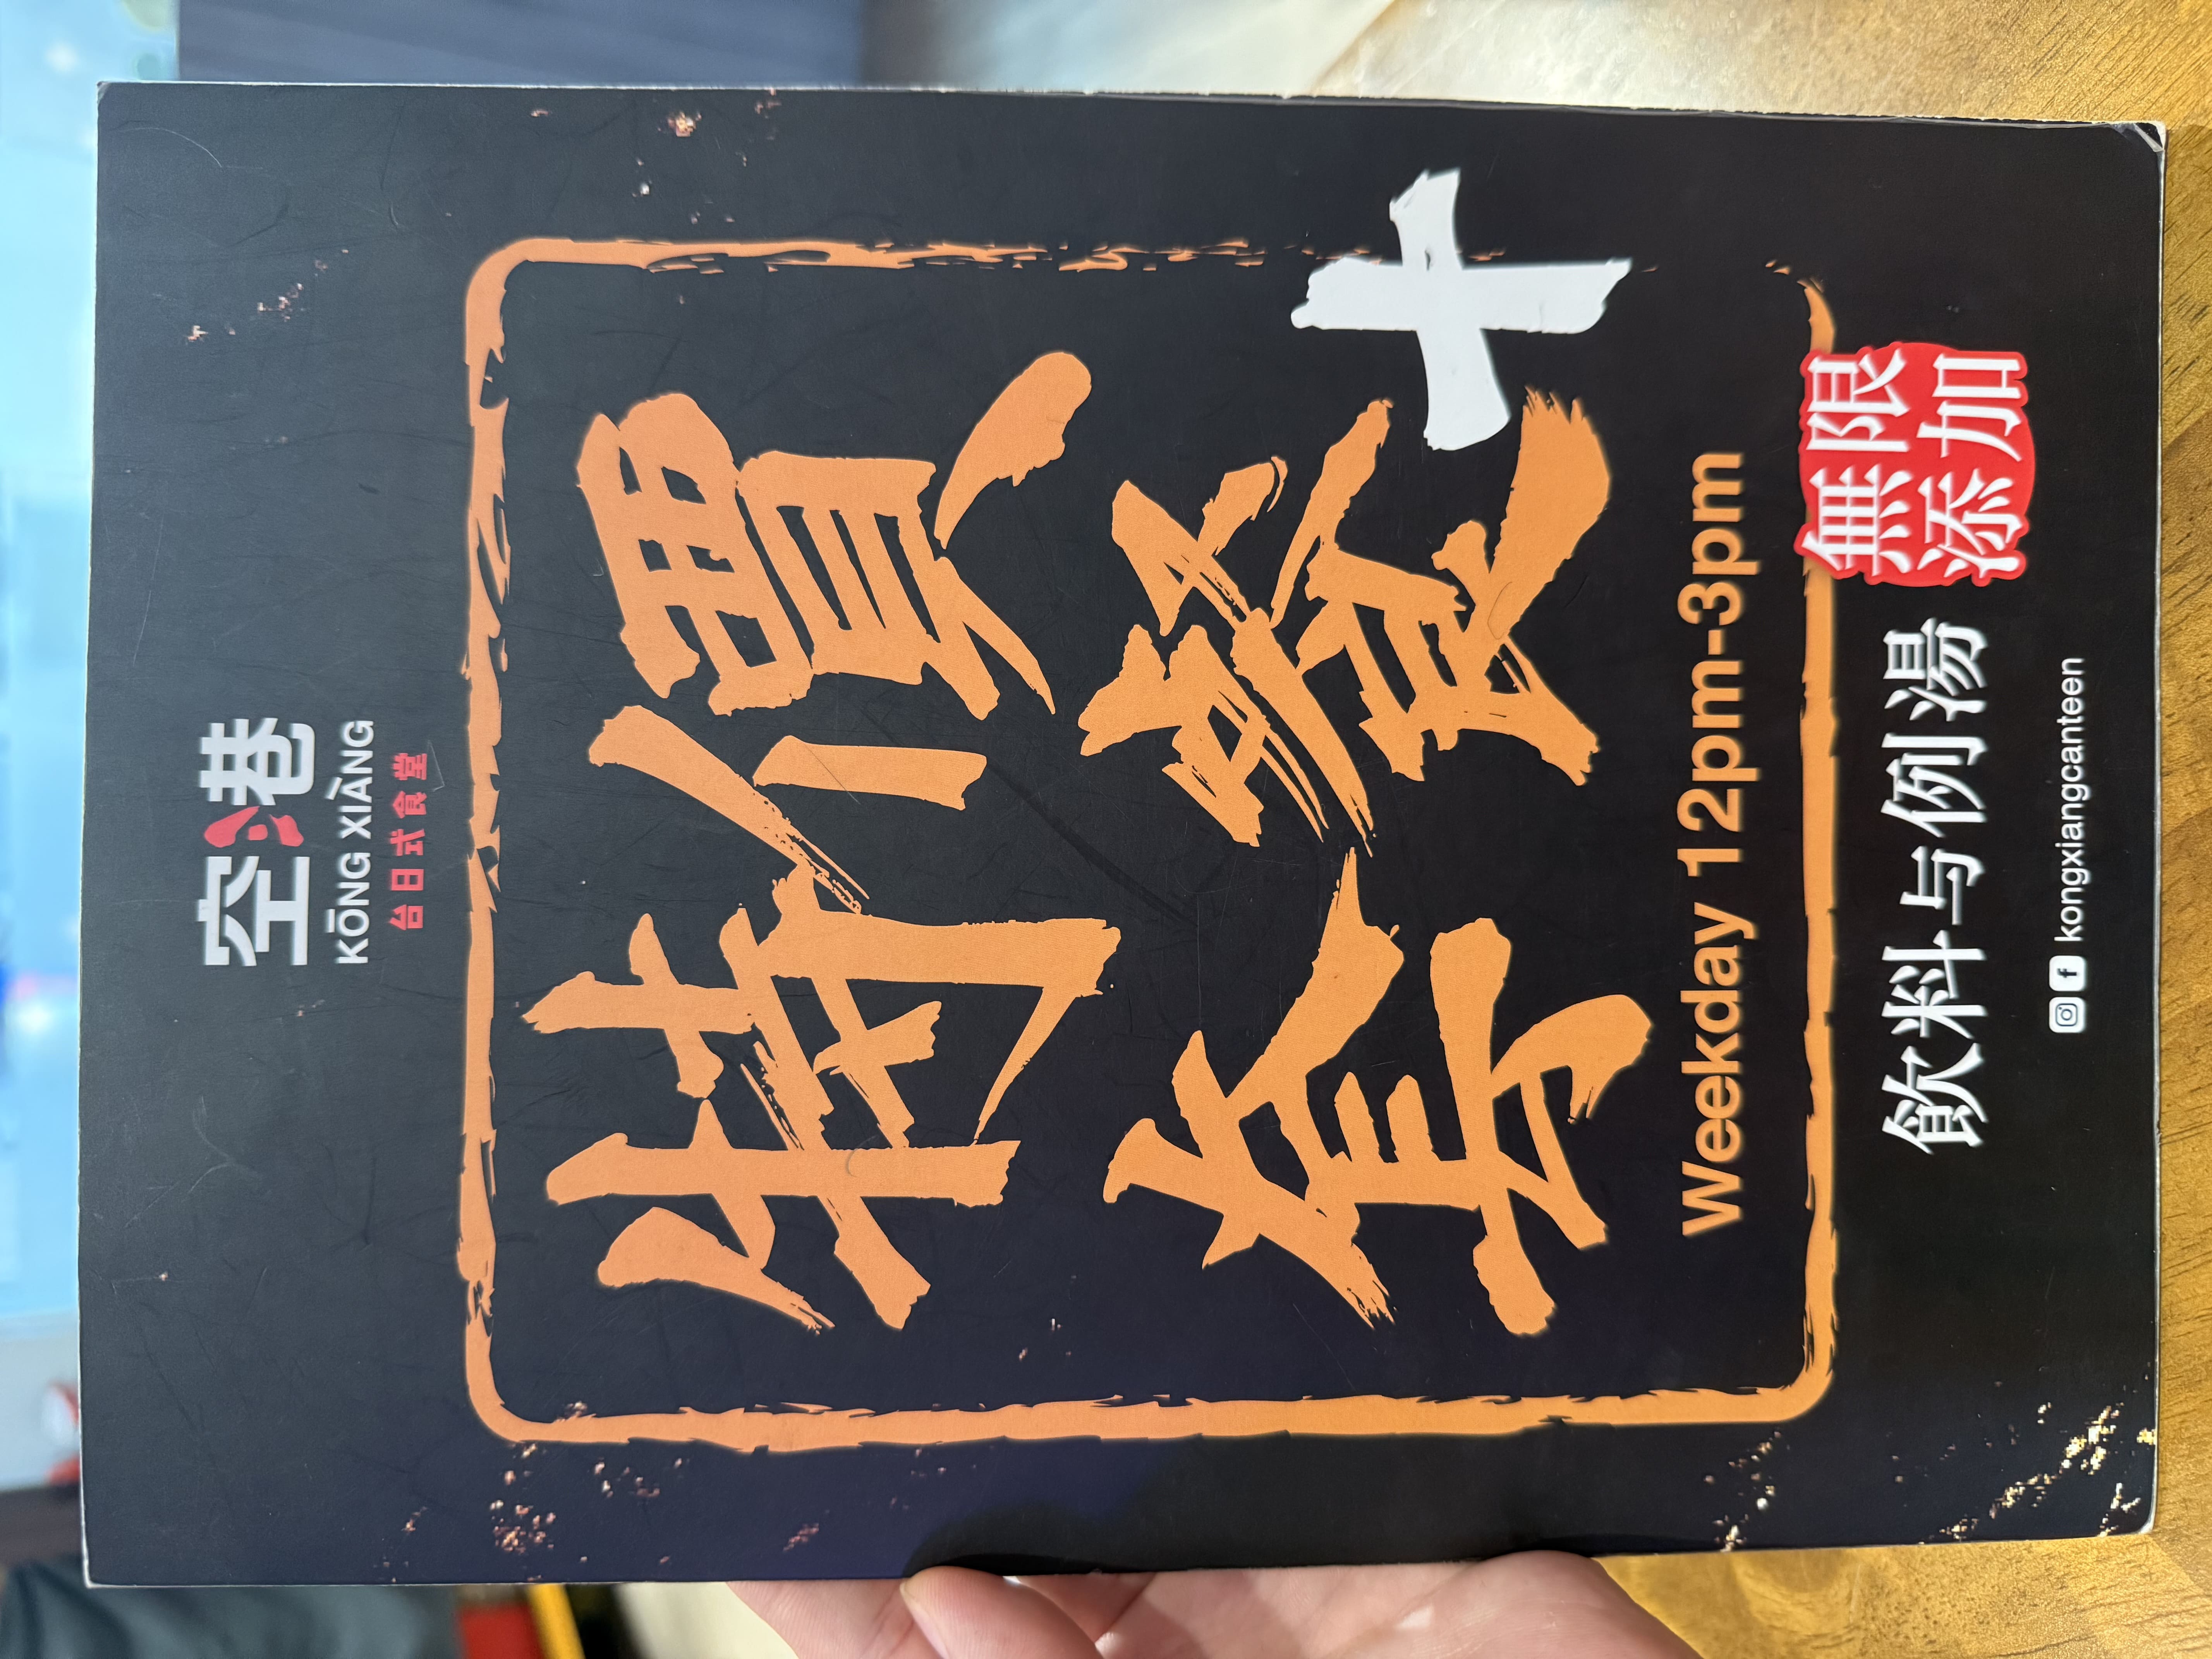 空巷
KŌNG XIÀNG
台日式食堂
特價
套餐+
Weekday 12pm-3pm
飲料与例湯
無限
添加
kongxiangcanteen